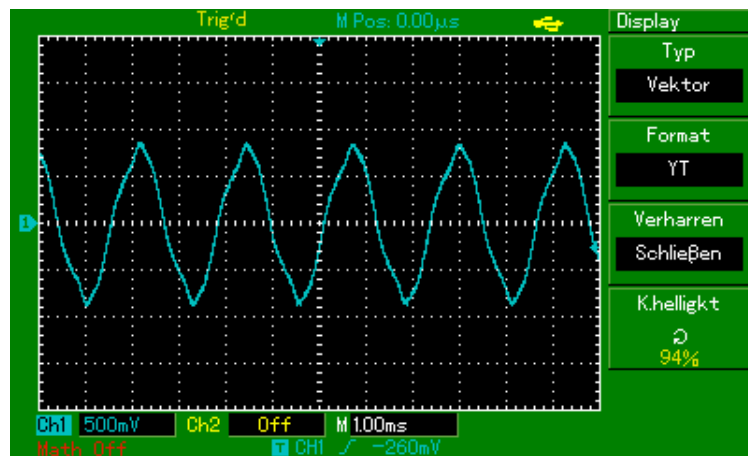 Trig'd M Pos: 0.00µs Display
Typ
Vektor
Format
YT
1
Verharren
Schließen
K.helligkt
94%
Ch1 500mV Ch2 Off M 1.00ms
Math Off T CH1 -260mV